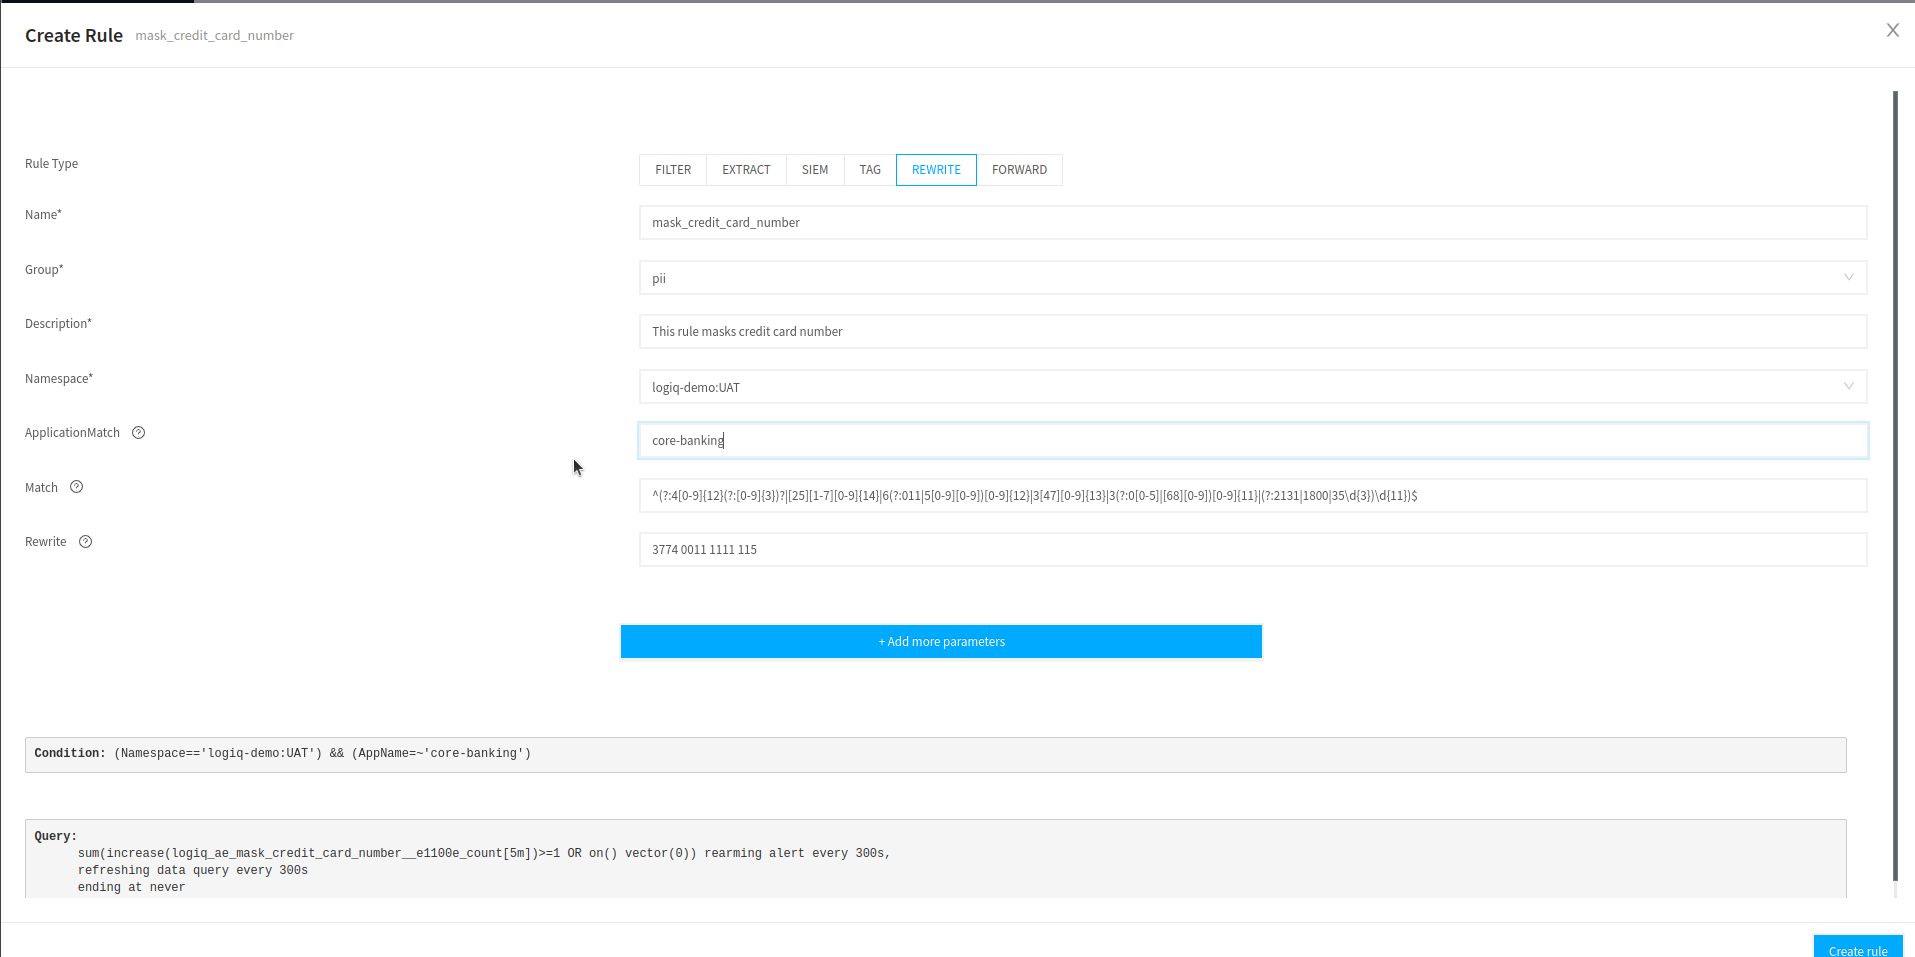 Create Rule mask_credit_card_number
Rule Type FILTER EXTRACT SIEM TAG REWRITE FORWARD
Name* mask_credit_card_number
Group* pii
Description* This rule masks credit card number
Namespace* logiq-demo:UAT
ApplicationMatch core-banking
Match ^(?:4[0-9]{12}(?:[0-9]{3})?|[25][1-7][0-9]{14}|6(?:011|5[0-9][0-9])[0-9]{12}|3[47][0-9]{13}|3(?:0[0-5]|[68][0-9])[0-9]{11}|(?:2131|1800|35\d{3})\d{11})$
Rewrite 3774 0011 1111 115
+ Add more parameters
Condition: (Namespace=='logiq-demo:UAT') && (AppName=~'core-banking')
Query:
sum(increase(logiq_ae_mask_credit_card_number__e1100e_count[5m])>=1 OR on() vector(0)) rearming alert every 300s,
refreshing data query every 300s
ending at never
Create rule